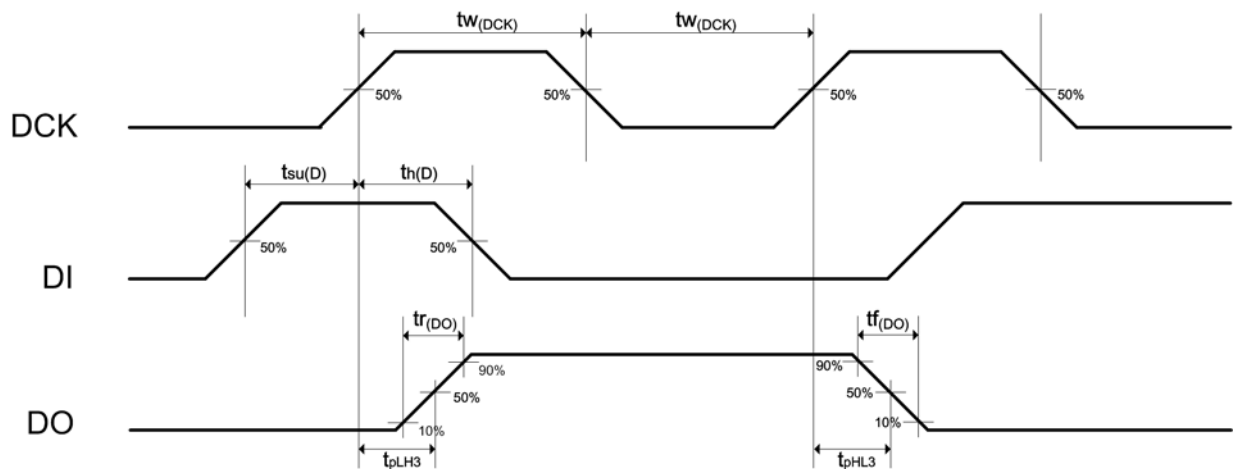 tw(DCK) tw(DCK)
50% 50% 50% 50%
DCK
tsu(D) th(D)
50% 50%
DI
tr(DO) tf(DO)
90% 90%
50% 50%
10% 10%
DO
tpLH3 tpHL3